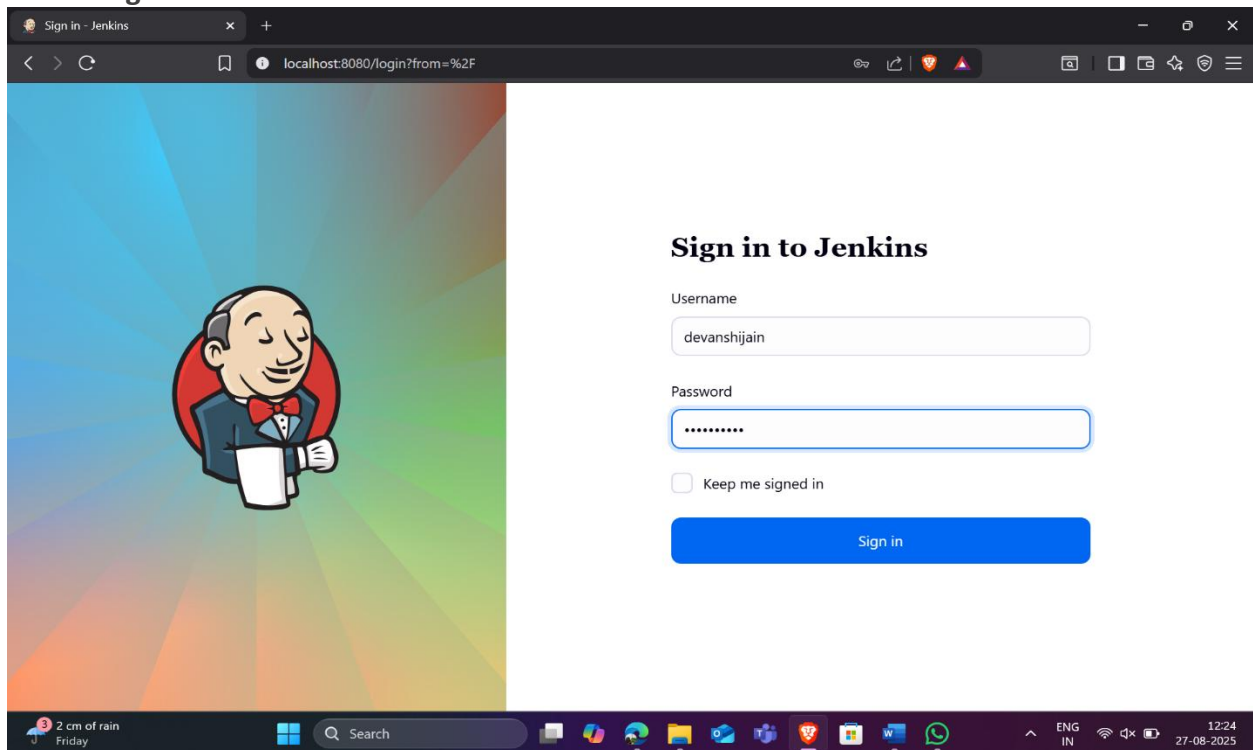 Sign in - Jenkins
localhost:8080/login?from=%2F
Sign in to Jenkins
Username
devanshijain
Password
••••••••••
Keep me signed in
Sign in
3
2 cm of rain
Friday
Search
ENG
IN
12:24
27-08-2025